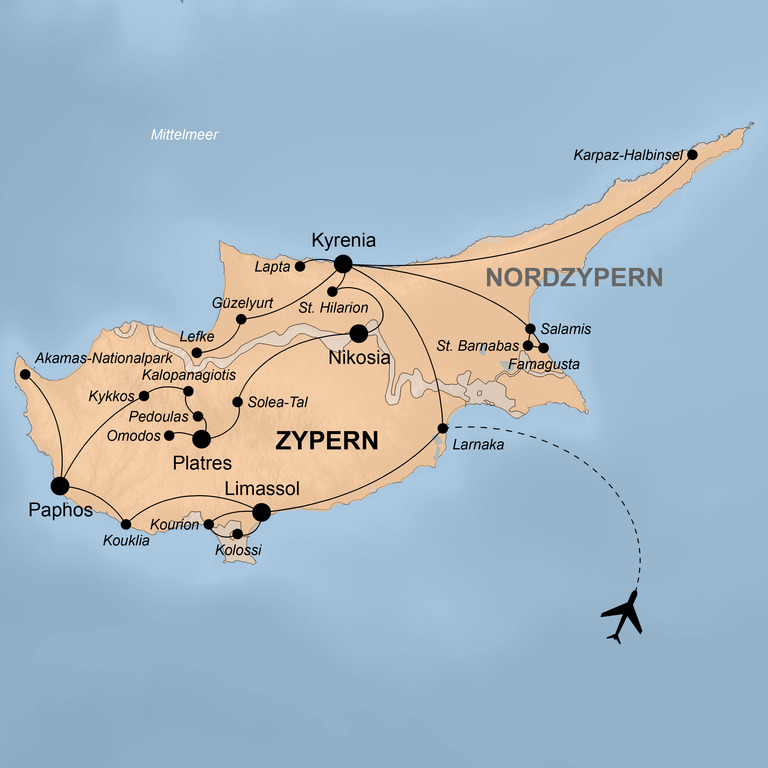 Mittelmeer
Karpaz-Halbinsel
Kyrenia
Lapta
NORDZYPERN
Güzelyurt
St. Hilarion
Salamis
Lefke
St. Barnabas
Nikosia
Famagusta
Akamas-Nationalpark
Kalopanagiotis
Kykkos
Solea-Tal
Pedoulas
Omodos
ZYPERN
Larnaka
Platres
Limassol
Paphos
Kourion
Kouklia
Kolossi